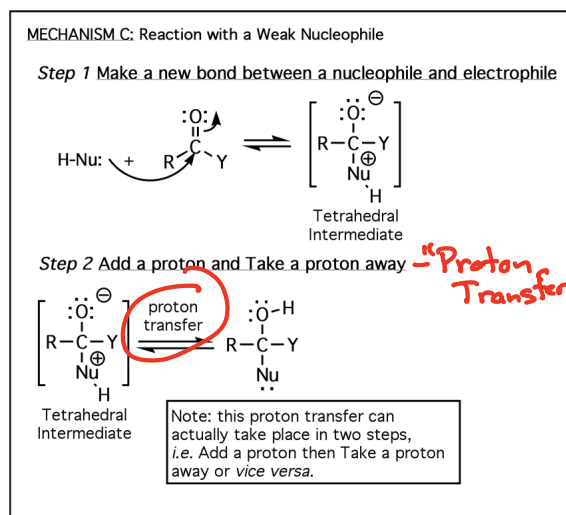 MECHANISM C: Reaction with a Weak Nucleophile
Step 1 Make a new bond between a nucleophile and electrophile
H-Nu: +
:O:
C
R Y
:O: ⊖
R–C–Y
⊕
Nu
H
Tetrahedral
Intermediate
Step 2 Add a proton and Take a proton away – "Proton
Transfer
:O: ⊖
R–C–Y
⊕
Nu
H
Tetrahedral
Intermediate
proton
transfer
:O–H
R–C–Y
Nu
Note: this proton transfer can
actually take place in two steps,
i.e. Add a proton then Take a proton
away or vice versa.